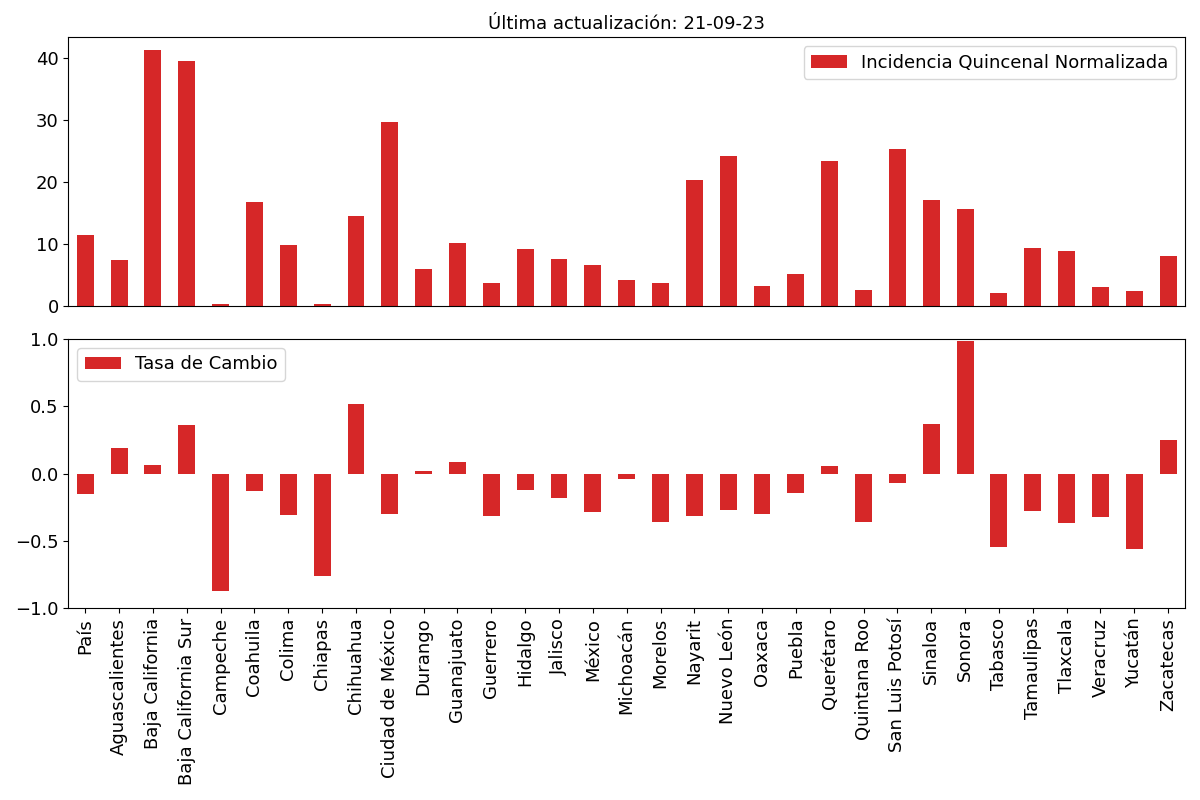 Última actualización: 21-09-23
Incidencia Quincenal Normalizada
40
30
20
10
0
Tasa de Cambio
1.0
0.5
0.0
−0.5
−1.0
País
Aguascalientes
Baja California
Baja California Sur
Campeche
Coahuila
Colima
Chiapas
Chihuahua
Ciudad de México
Durango
Guanajuato
Guerrero
Hidalgo
Jalisco
México
Michoacán
Morelos
Nayarit
Nuevo León
Oaxaca
Puebla
Querétaro
Quintana Roo
San Luis Potosí
Sinaloa
Sonora
Tabasco
Tamaulipas
Tlaxcala
Veracruz
Yucatán
Zacatecas